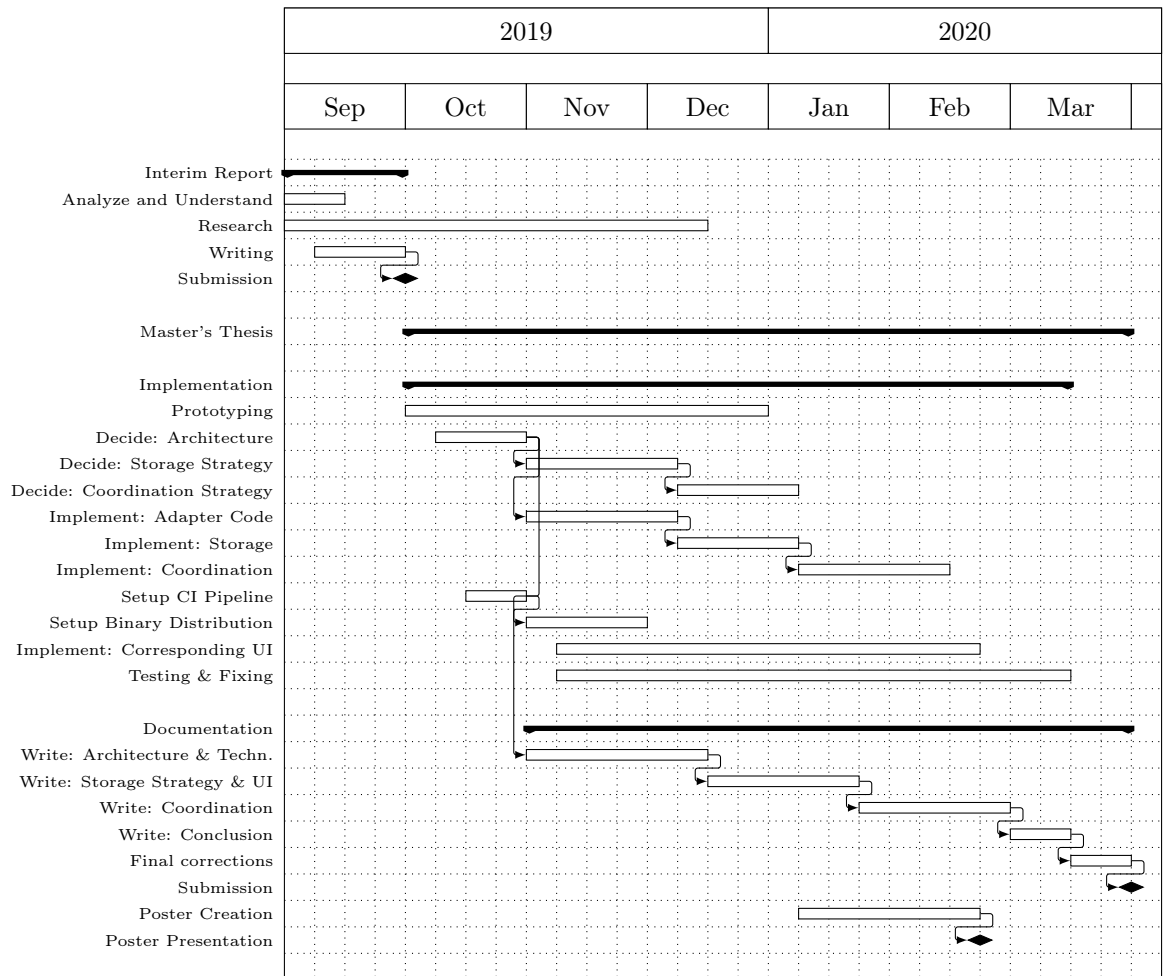 2019 2020
Sep Oct Nov Dec Jan Feb Mar
Interim Report
Analyze and Understand
Research
Writing
Submission
Master's Thesis
Implementation
Prototyping
Decide: Architecture
Decide: Storage Strategy
Decide: Coordination Strategy
Implement: Adapter Code
Implement: Storage
Implement: Coordination
Setup CI Pipeline
Setup Binary Distribution
Implement: Corresponding UI
Testing & Fixing
Documentation
Write: Architecture & Techn.
Write: Storage Strategy & UI
Write: Coordination
Write: Conclusion
Final corrections
Submission
Poster Creation
Poster Presentation